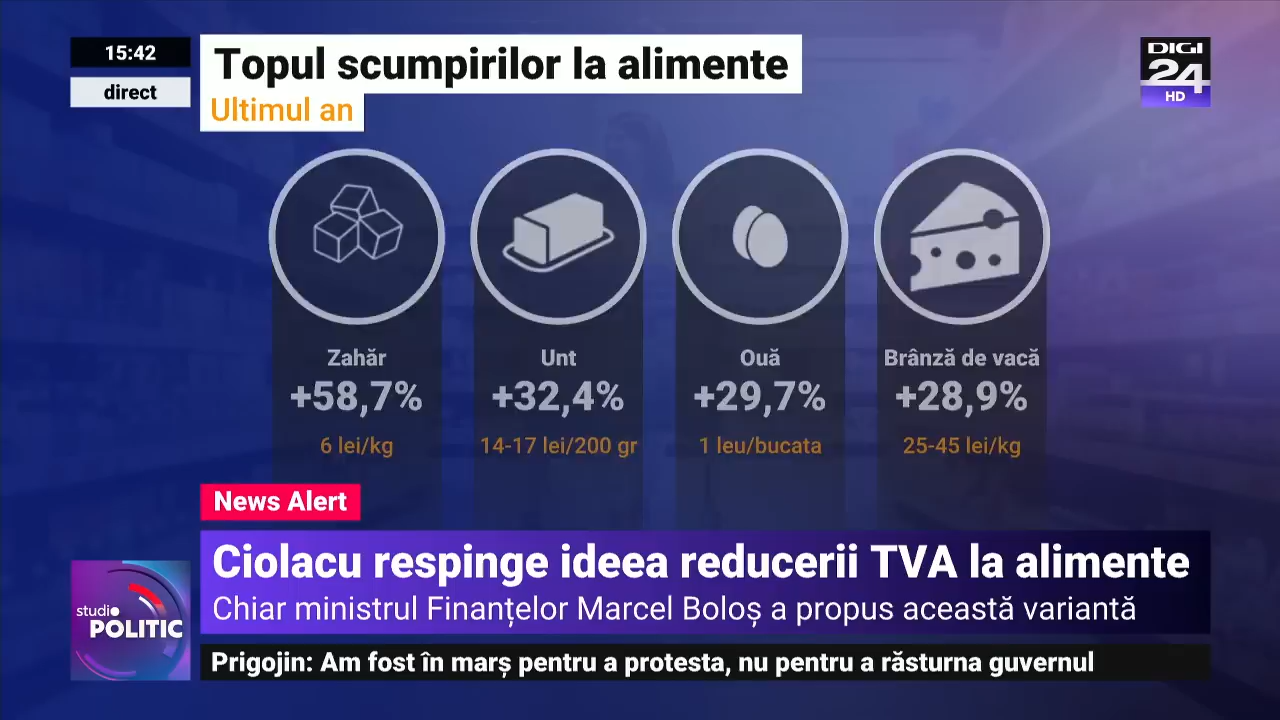 15:42
direct
Topul scumpirilor la alimente
Ultimul an
DIGI
24
HD
Zahăr
+58,7%
6 lei/kg
Unt
+32,4%
14-17 lei/200 gr
Ouă
+29,7%
1 leu/bucata
Brânză de vacă
+28,9%
25-45 lei/kg
News Alert
Ciolacu respinge ideea reducerii TVA la alimente
Chiar ministrul Finanțelor Marcel Boloș a propus această variantă
studio
POLITIC
Prigojin: Am fost în marș pentru a protesta, nu pentru a răsturna guvernul